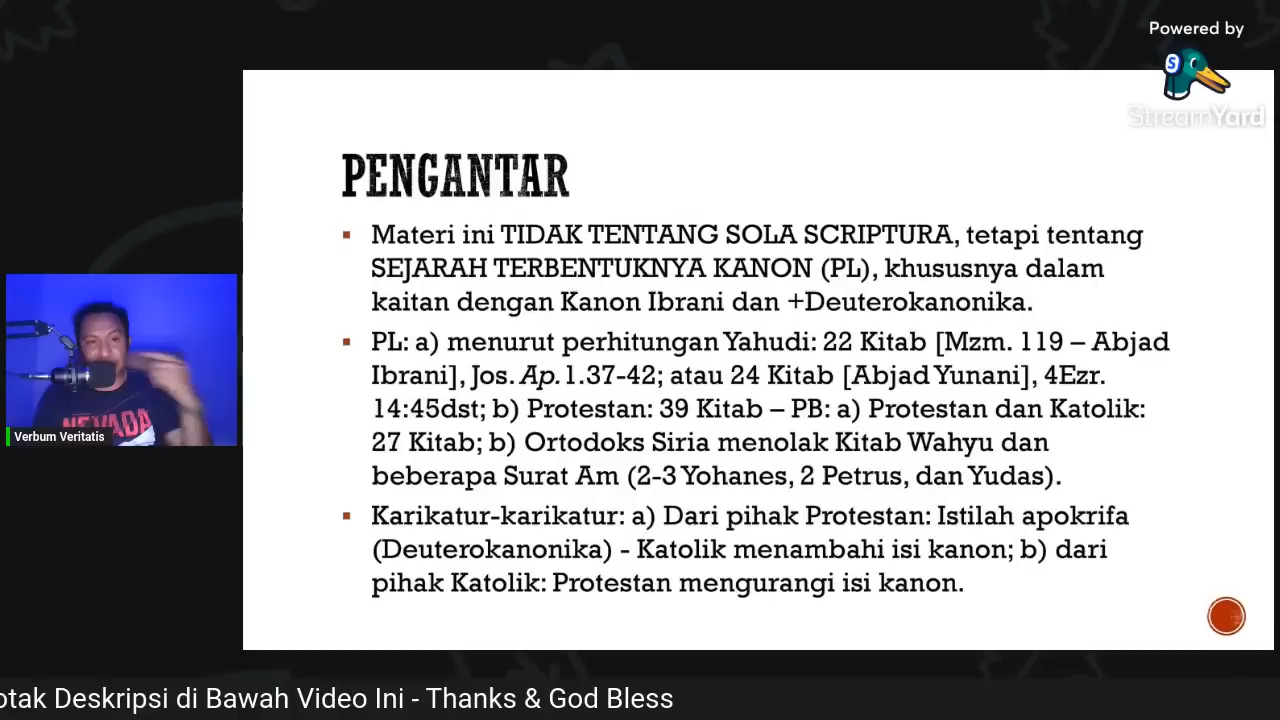 Powered by
StreamYard
PENGANTAR
▪ Materi ini TIDAK TENTANG SOLA SCRIPTURA, tetapi tentang
SEJARAH TERBENTUKNYA KANON (PL), khususnya dalam
kaitan dengan Kanon Ibrani dan +Deuterokanonika.
▪ PL: a) menurut perhitungan Yahudi: 22 Kitab [Mzm. 119 – Abjad
Ibrani], Jos. Ap. 1.37-42; atau 24 Kitab [Abjad Yunani], 4Ezr.
14:45dst; b) Protestan: 39 Kitab – PB: a) Protestan dan Katolik:
27 Kitab; b) Ortodoks Siria menolak Kitab Wahyu dan
beberapa Surat Am (2-3 Yohanes, 2 Petrus, dan Yudas).
▪ Karikatur-karikatur: a) Dari pihak Protestan: Istilah apokrifa
(Deuterokanonika) - Katolik menambahi isi kanon; b) dari
pihak Katolik: Protestan mengurangi isi kanon.
NEVADA
Verbum Veritatis
otak Deskripsi di Bawah Video Ini - Thanks & God Bless